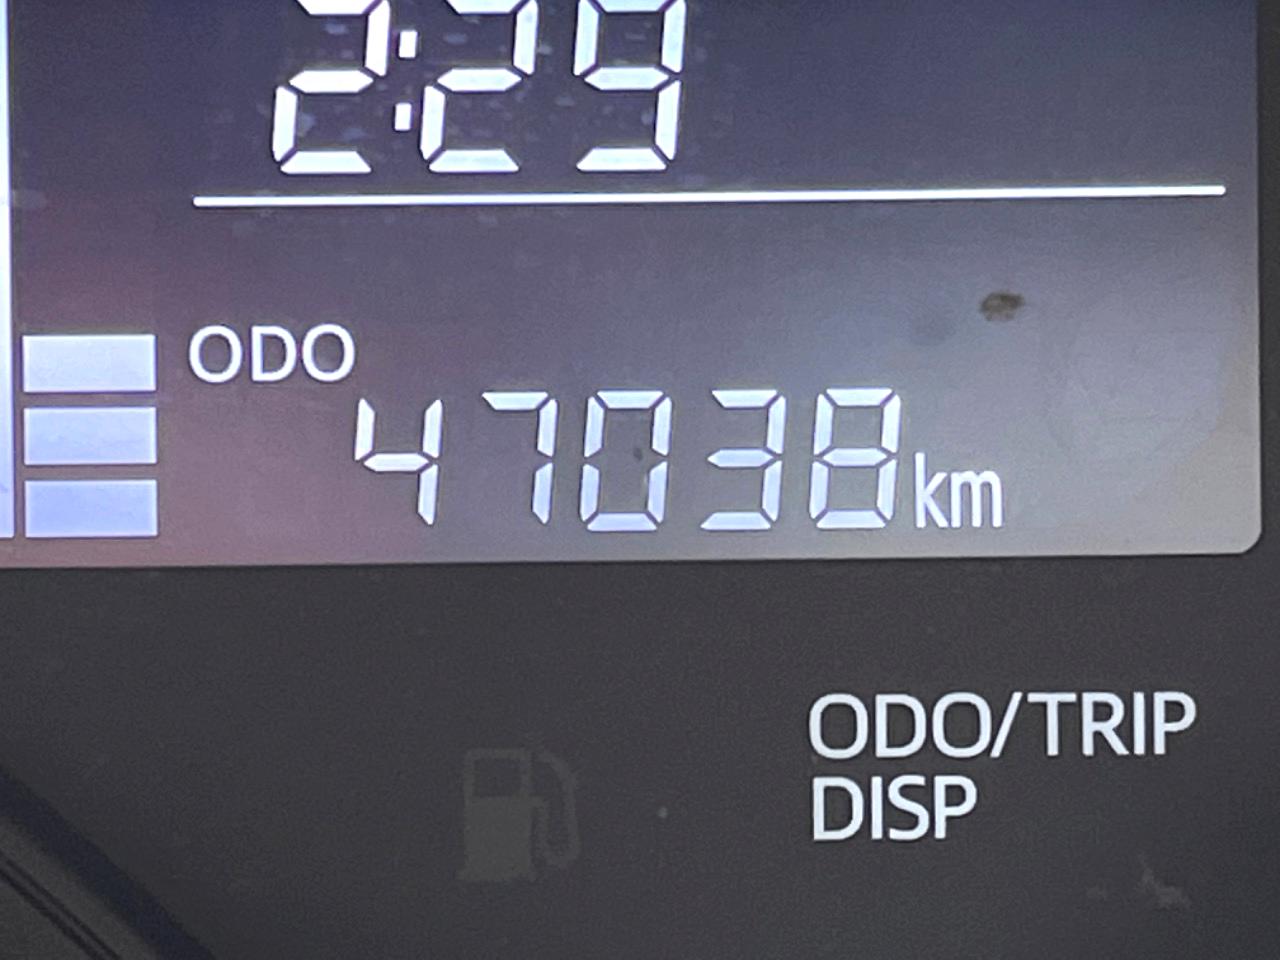 2:29
ODO
47038km
ODO/TRIP
DISP